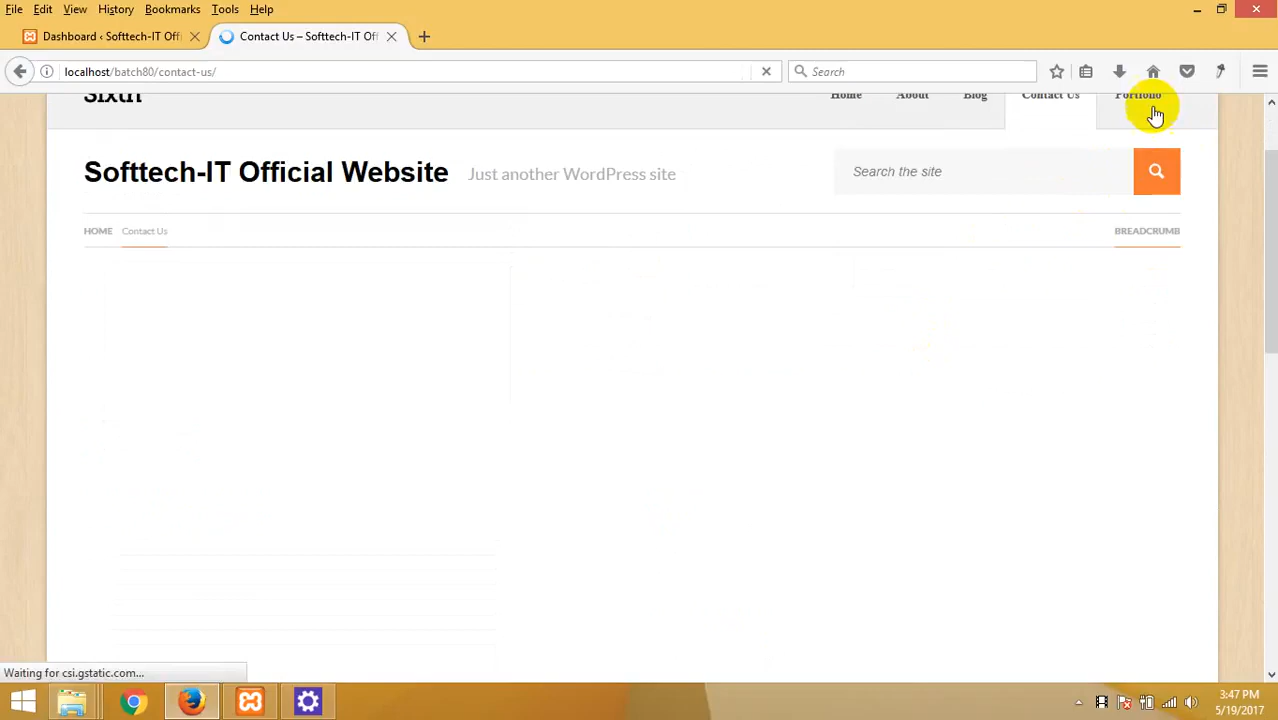 File Edit View History Bookmarks Tools Help
Dashboard ‹ Softtech-IT Offi
Contact Us – Softtech-IT Off
localhost/batch80/contact-us/
Search
Sixth
Home About Blog Contact Us Portfolio
Softtech-IT Official Website
Just another WordPress site
Search the site
HOME Contact Us
BREADCRUMB
Waiting for csi.gstatic.com...
3:47 PM
5/19/2017